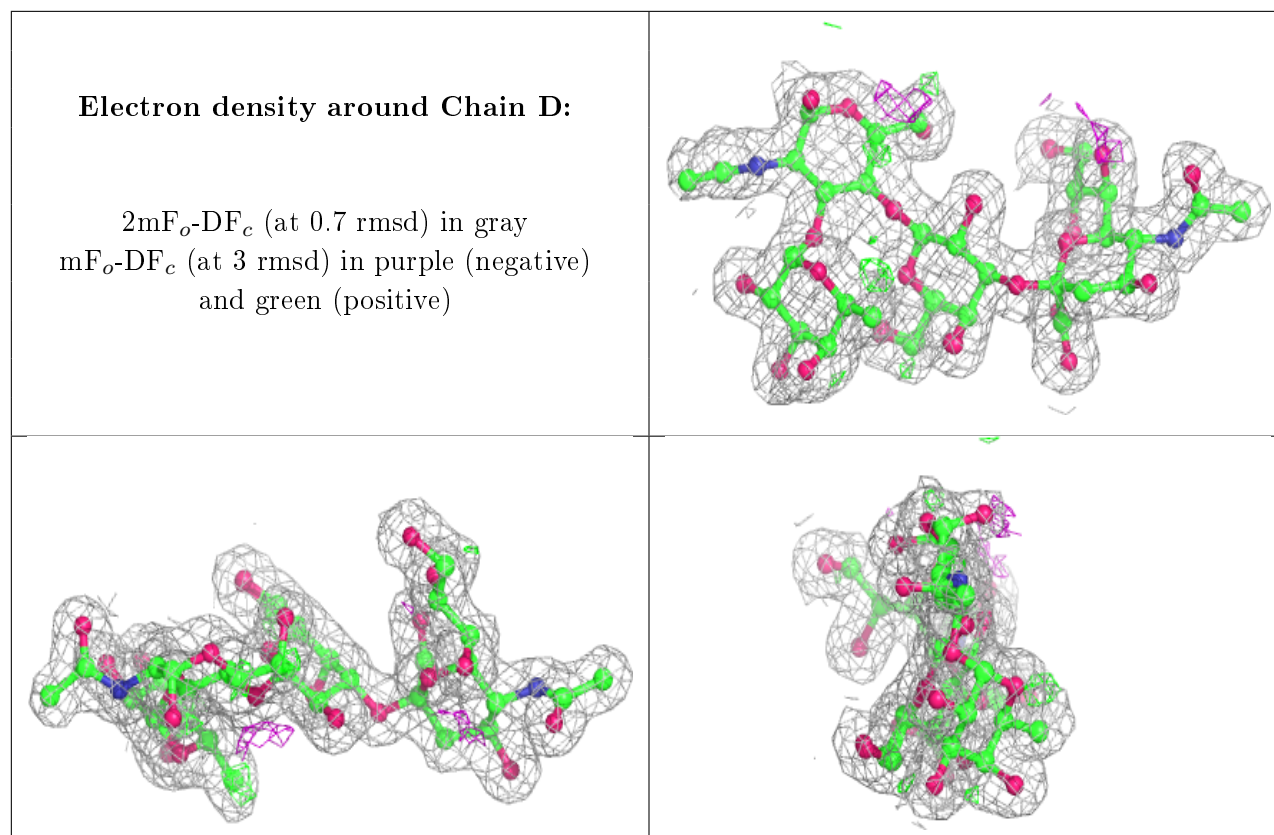 Electron density around Chain D:
2mFₒ-DF𝒸 (at 0.7 rmsd) in gray
mFₒ-DF𝒸 (at 3 rmsd) in purple (negative)
and green (positive)